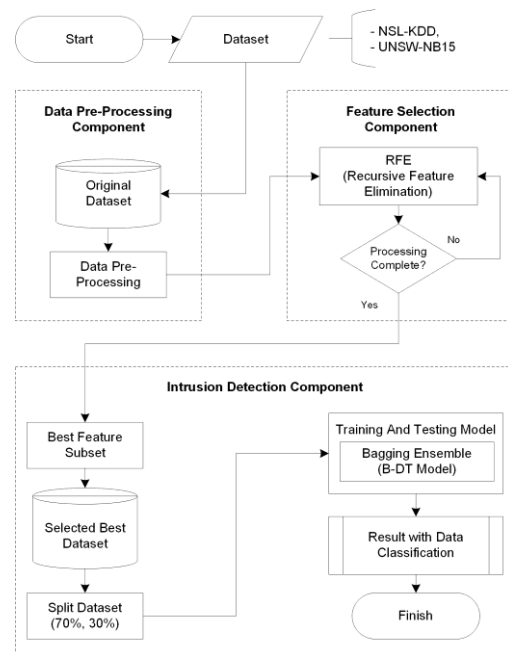 Start
Dataset
- NSL-KDD,
- UNSW-NB15
Data Pre-Processing
Component
Original
Dataset
Data Pre-
Processing
Feature Selection
Component
RFE
(Recursive Feature
Elimination)
Processing
Complete?
No
Yes
Intrusion Detection Component
Best Feature
Subset
Selected Best
Dataset
Split Dataset
(70%, 30%)
Training And Testing Model
Bagging Ensemble
(B-DT Model)
Result with Data
Classification
Finish